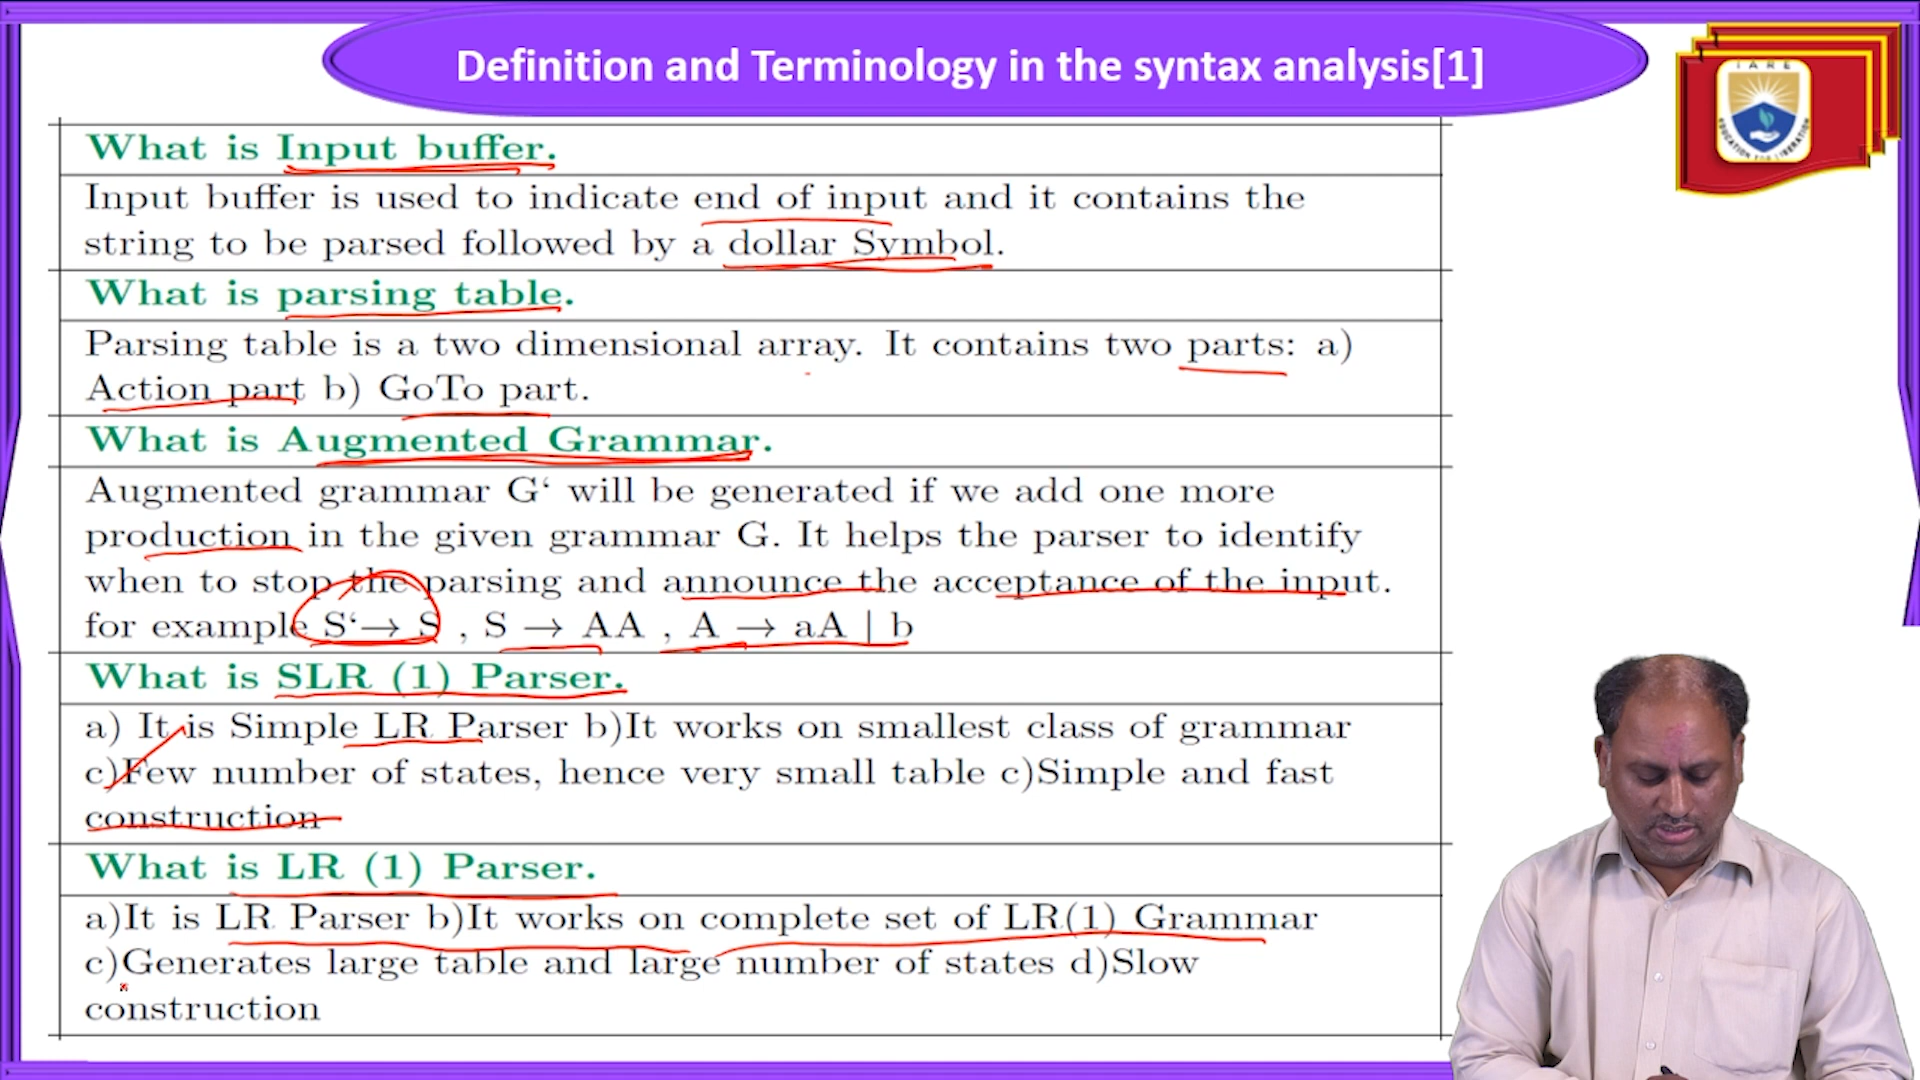 Definition and Terminology in the syntax analysis[1]
IARE
EDUCATION FOR LIBERATION
What is Input buffer.
Input buffer is used to indicate end of input and it contains the
string to be parsed followed by a dollar Symbol.
What is parsing table.
Parsing table is a two dimensional array. It contains two parts: a)
Action part b) GoTo part.
What is Augmented Grammar.
Augmented grammar G‘ will be generated if we add one more
production in the given grammar G. It helps the parser to identify
when to stop the parsing and announce the acceptance of the input.
for example S‘→ S , S → AA , A → aA | b
What is SLR (1) Parser.
a) It is Simple LR Parser b)It works on smallest class of grammar
c)Few number of states, hence very small table c)Simple and fast
construction
What is LR (1) Parser.
a)It is LR Parser b)It works on complete set of LR(1) Grammar
c)Generates large table and large number of states d)Slow
construction